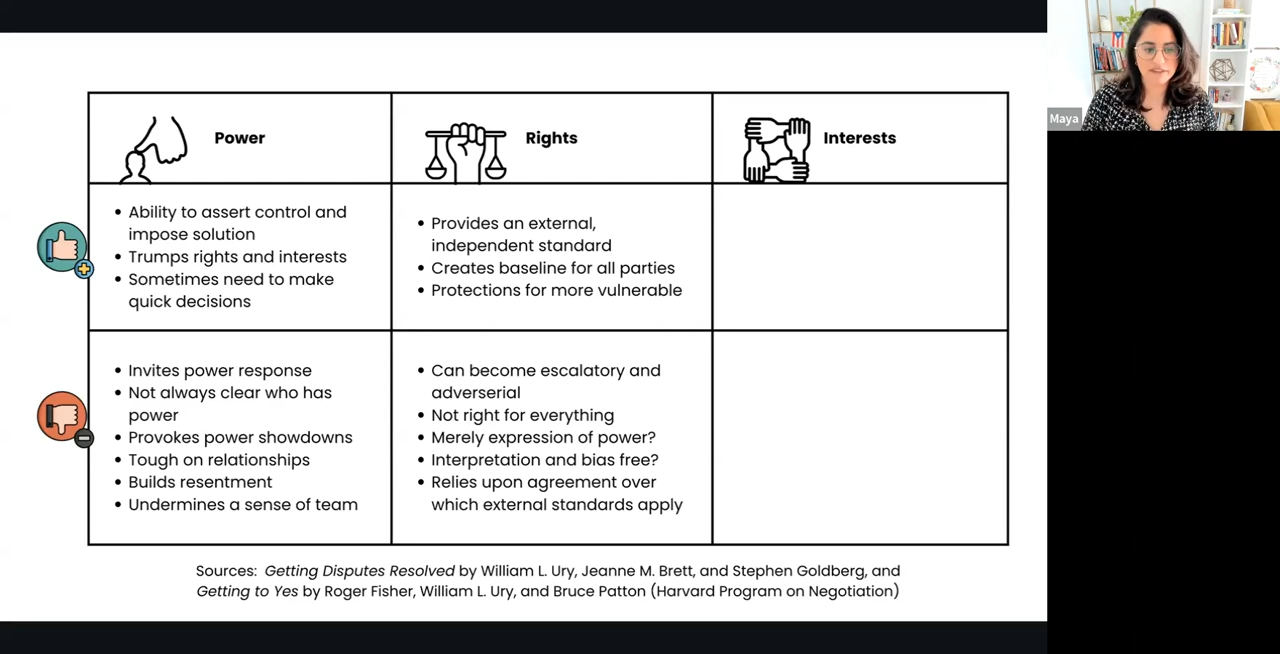 Power
Rights
Interests
• Ability to assert control and
impose solution
• Trumps rights and interests
• Sometimes need to make
quick decisions
• Provides an external,
independent standard
• Creates baseline for all parties
• Protections for more vulnerable
• Invites power response
• Not always clear who has
power
• Provokes power showdowns
• Tough on relationships
• Builds resentment
• Undermines a sense of team
• Can become escalatory and
adverserial
• Not right for everything
• Merely expression of power?
• Interpretation and bias free?
• Relies upon agreement over
which external standards apply
Sources: Getting Disputes Resolved by William L. Ury, Jeanne M. Brett, and Stephen Goldberg, and
Getting to Yes by Roger Fisher, William L. Ury, and Bruce Patton (Harvard Program on Negotiation)
Maya